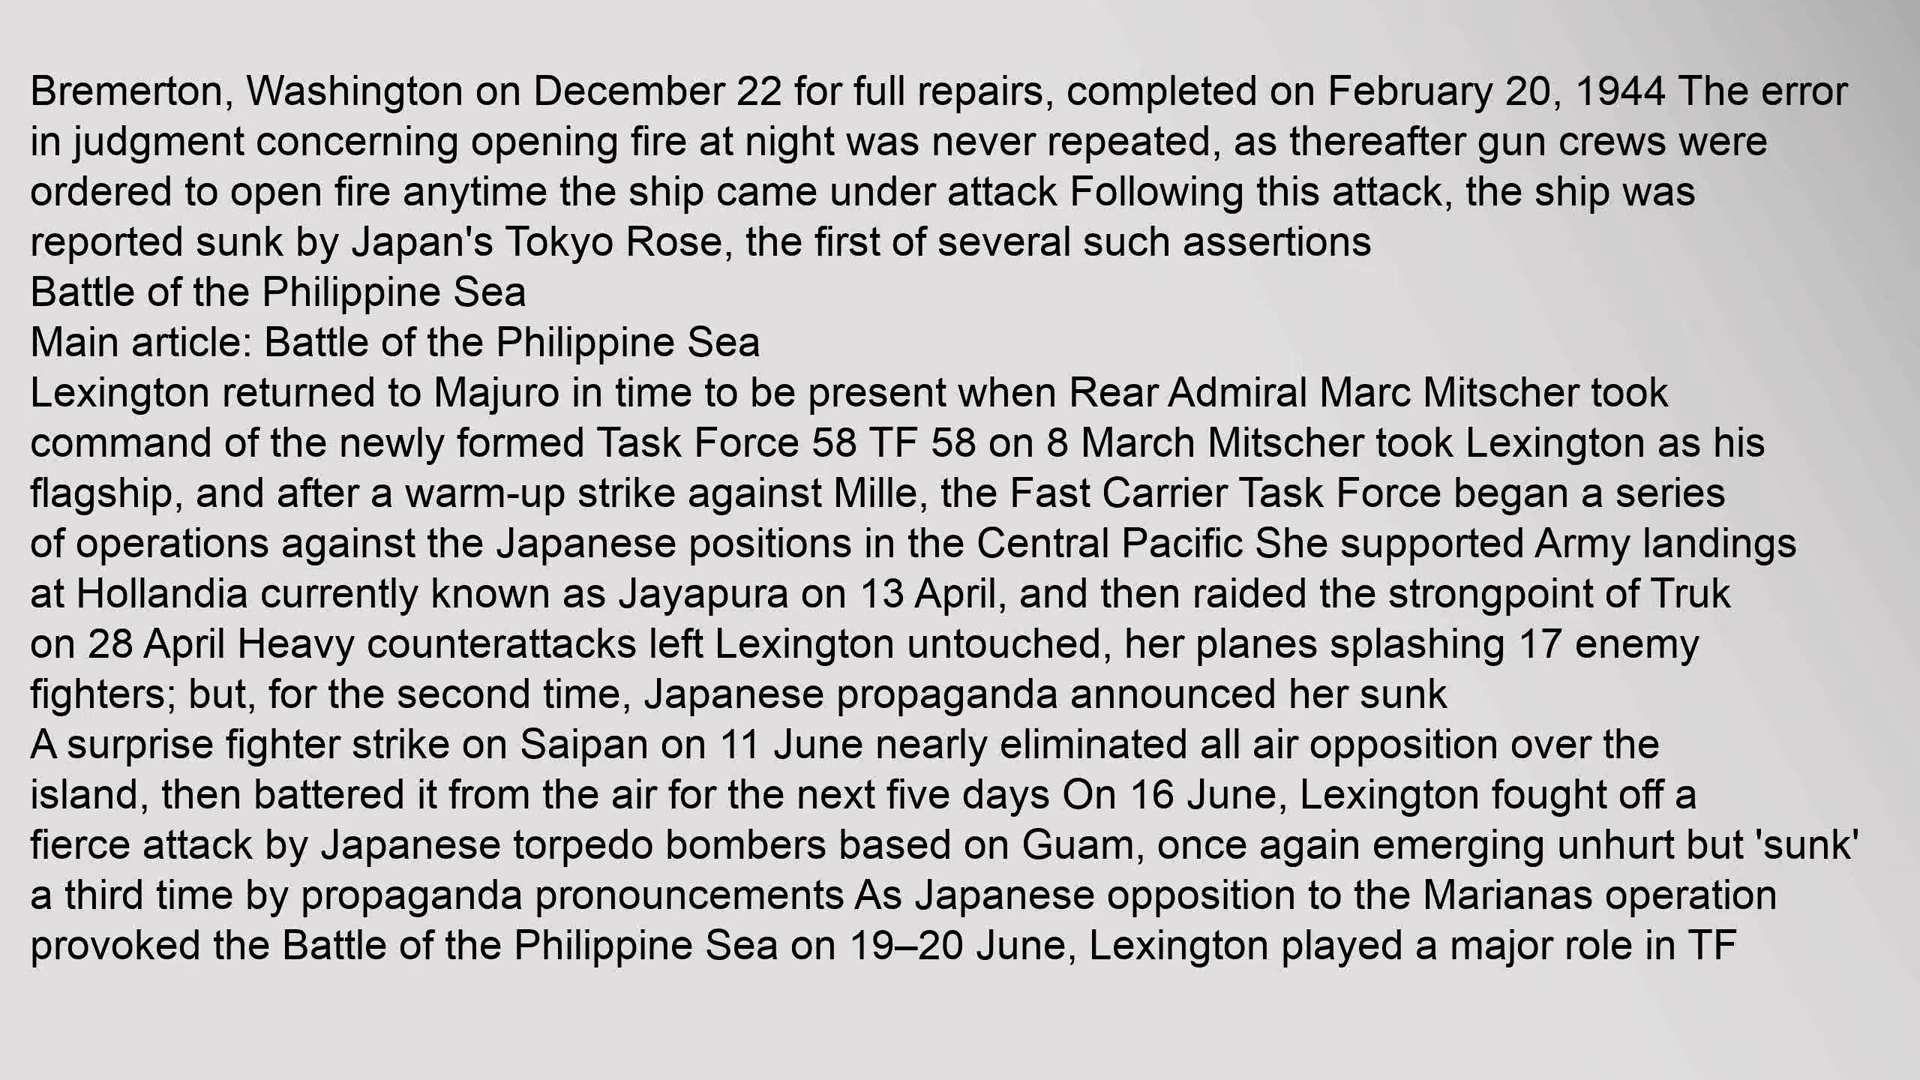 Bremerton, Washington on December 22 for full repairs, completed on February 20, 1944 The error
in judgment concerning opening fire at night was never repeated, as thereafter gun crews were
ordered to open fire anytime the ship came under attack Following this attack, the ship was
reported sunk by Japan's Tokyo Rose, the first of several such assertions
Battle of the Philippine Sea
Main article: Battle of the Philippine Sea
Lexington returned to Majuro in time to be present when Rear Admiral Marc Mitscher took
command of the newly formed Task Force 58 TF 58 on 8 March Mitscher took Lexington as his
flagship, and after a warm-up strike against Mille, the Fast Carrier Task Force began a series
of operations against the Japanese positions in the Central Pacific She supported Army landings
at Hollandia currently known as Jayapura on 13 April, and then raided the strongpoint of Truk
on 28 April Heavy counterattacks left Lexington untouched, her planes splashing 17 enemy
fighters; but, for the second time, Japanese propaganda announced her sunk
A surprise fighter strike on Saipan on 11 June nearly eliminated all air opposition over the
island, then battered it from the air for the next five days On 16 June, Lexington fought off a
fierce attack by Japanese torpedo bombers based on Guam, once again emerging unhurt but 'sunk'
a third time by propaganda pronouncements As Japanese opposition to the Marianas operation
provoked the Battle of the Philippine Sea on 19–20 June, Lexington played a major role in TF